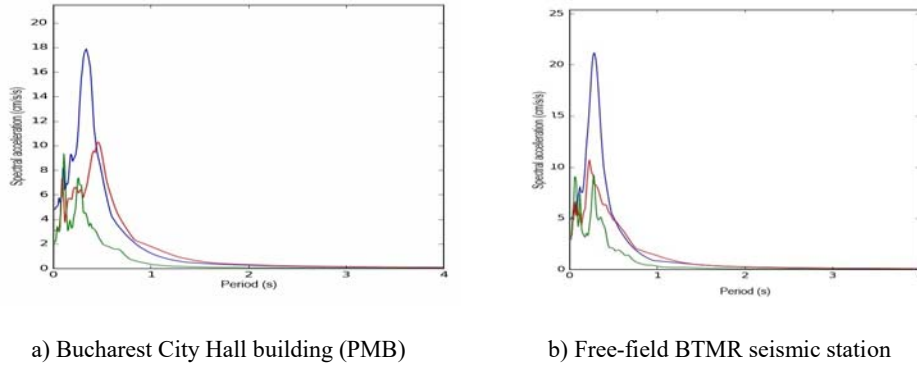 20
18
16
14
12
10
8
6
4
2
0
Spectral acceleration (cm/s/s)
0 1 2 3 4
Period (s)
25
20
15
10
5
0
Spectral acceleration (cm/s/s)
0 1 2 3
Period (s)
a) Bucharest City Hall building (PMB)
b) Free-field BTMR seismic station